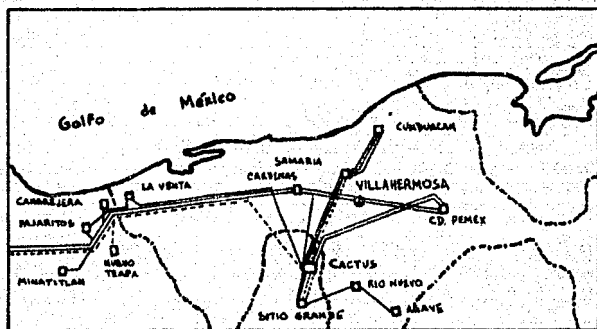 Golfo de México
CUNDUACAN
SAMARIA
CARDENAS
VILLAHERMOSA
LA VENTA
CANGREJERA
PAJARITOS
CD. PEMEX
NUEVO
TEAPA
MINATITLAN
CACTUS
RIO NUEVO
SITIO GRANDE
AGAVE